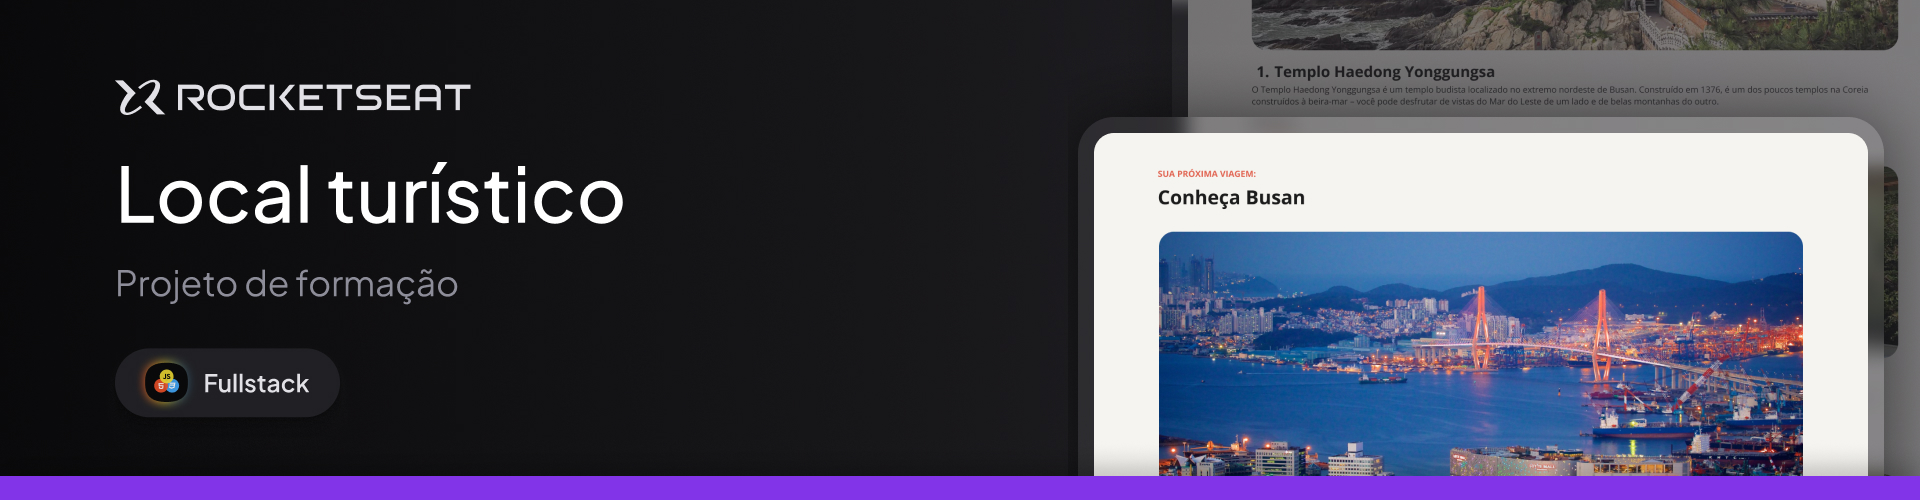 ROCKETSEAT
Local turístico
Projeto de formação
JS
Fullstack
1. Templo Haedong Yonggungsa
O Templo Haedong Yonggungsa é um templo budista localizado no extremo nordeste de Busan. Construído em 1376, é um dos poucos templos na Coreia
construídos à beira-mar – você pode desfrutar de vistas do Mar do Leste de um lado e de belas montanhas do outro.
SUA PRÓXIMA VIAGEM:
Conheça Busan